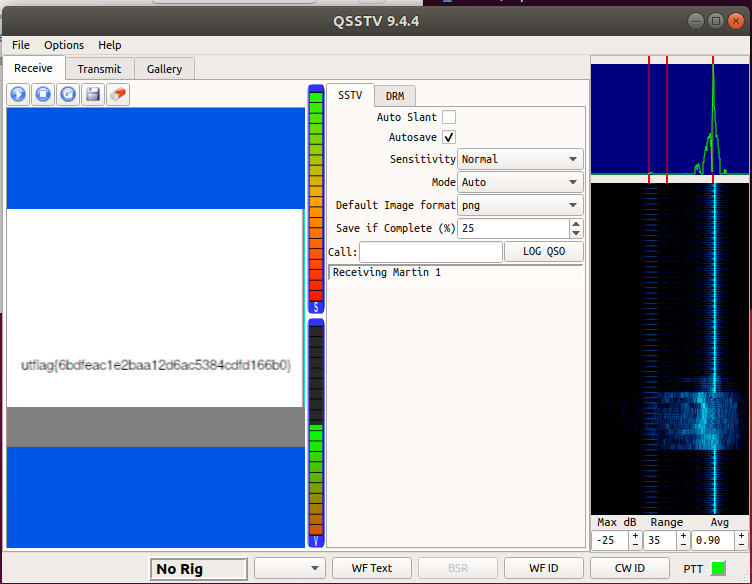 QSSTV 9.4.4
File Options Help
Receive Transmit Gallery
SSTV DRM
Auto Slant
Autosave
Sensitivity Normal
Mode Auto
Default Image format png
Save if Complete (%) 25
Call: LOG QSO
Receiving Martin 1
utflag{6bdfeac1e2baa12d6ac5384cdfd166b0}
S
V
Max dB Range Avg
-25 35 0.90
No Rig WF Text BSR WF ID CW ID PTT